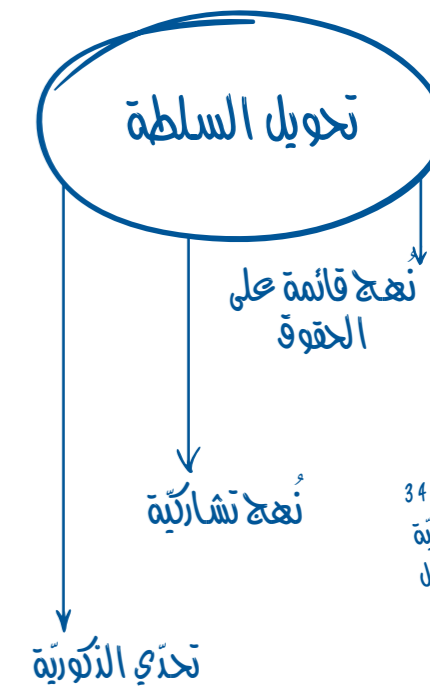 تحويل السلطة
نُهج قائمة على
الحقوق
نُهج تشاركيّة
34
تحدّي الذكوريّة